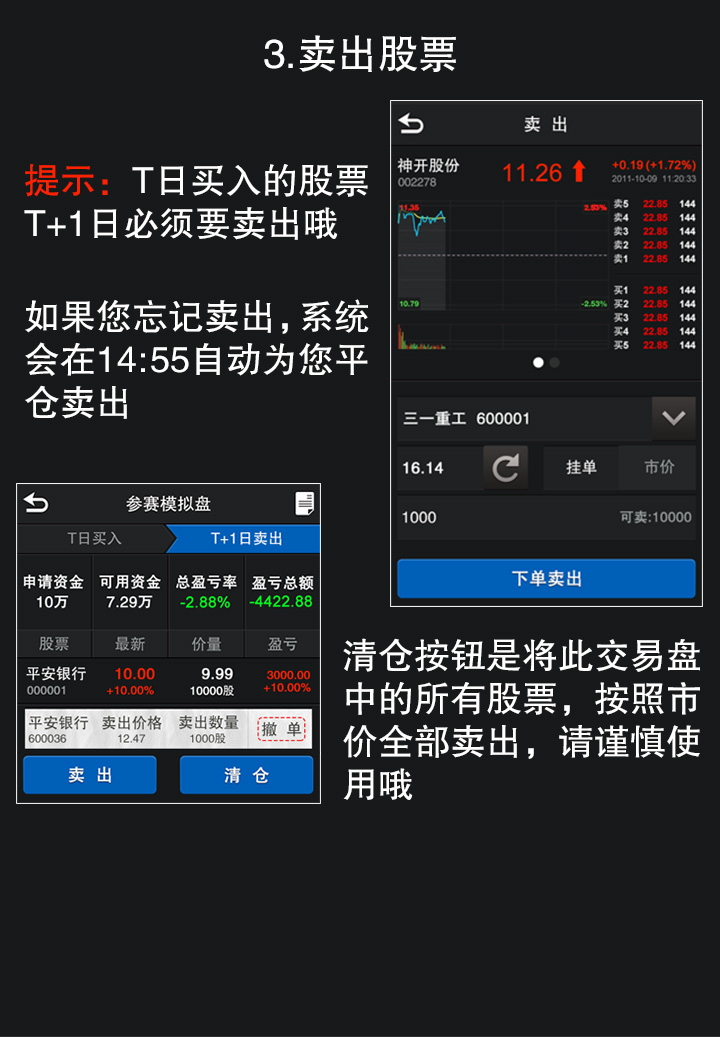 3.卖出股票
提示：T日买入的股票
T+1日必须要卖出哦
如果您忘记卖出，系统
会在14:55自动为您平
仓卖出
卖 出
神开股份
002278
11.26
+0.19(+1.72%)
2011-10-09 11:20:33
11.35
2.53%
10.79
-2.53%
卖5 22.85 144
卖4 22.85 144
卖3 22.85 144
卖2 22.85 144
卖1 22.85 144
买1 22.85 144
买2 22.85 144
买3 22.85 144
买4 22.85 144
买5 22.85 144
三一重工 600001
16.14 挂单 市价
1000 可卖:10000
下单卖出
参赛模拟盘
T日买入 T+1日卖出
申请资金 可用资金 总盈亏率 盈亏总额
10万 7.29万 -2.88% -4422.88
股票 最新 价量 盈亏
平安银行 10.00 9.99 3000.00
000001 +10.00% 10000股 +10.00%
平安银行 卖出价格 卖出数量 撤 单
600036 12.47 1000股
卖 出 清 仓
清仓按钮是将此交易盘
中的所有股票，按照市
价全部卖出，请谨慎使
用哦